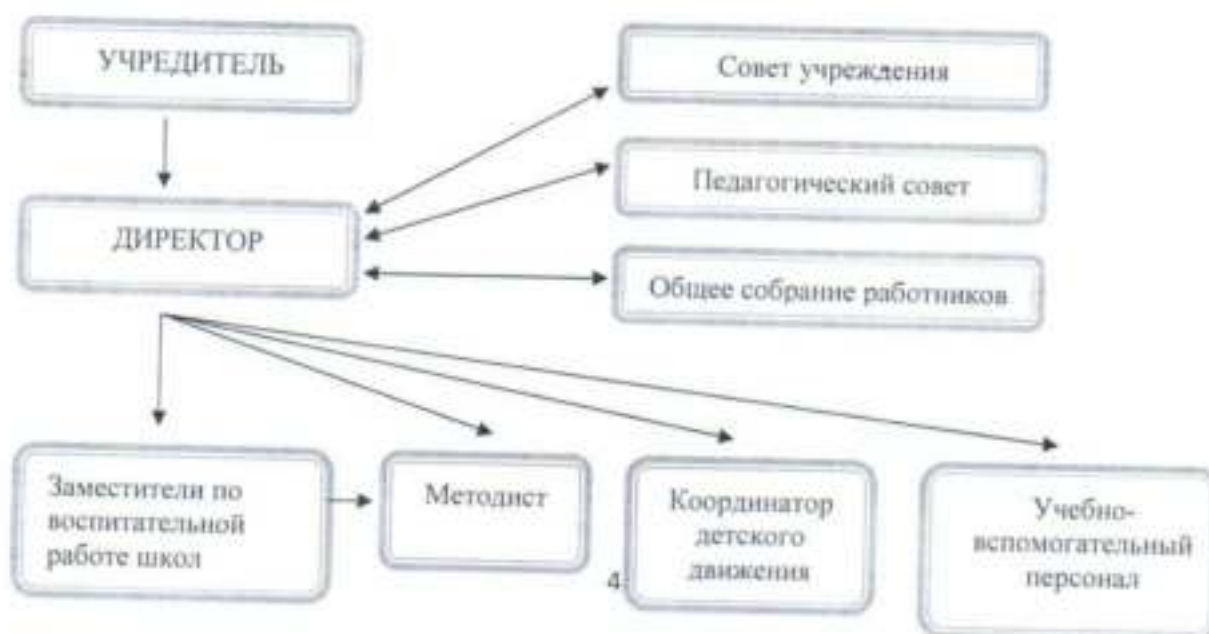 УЧРЕДИТЕЛЬ
Совет учреждения
Педагогический совет
ДИРЕКТОР
Общее собрание работников
Заместители по
воспитательной
работе школ
Методист
Координатор
детского
движения
Учебно-
вспомогательный
персонал
4